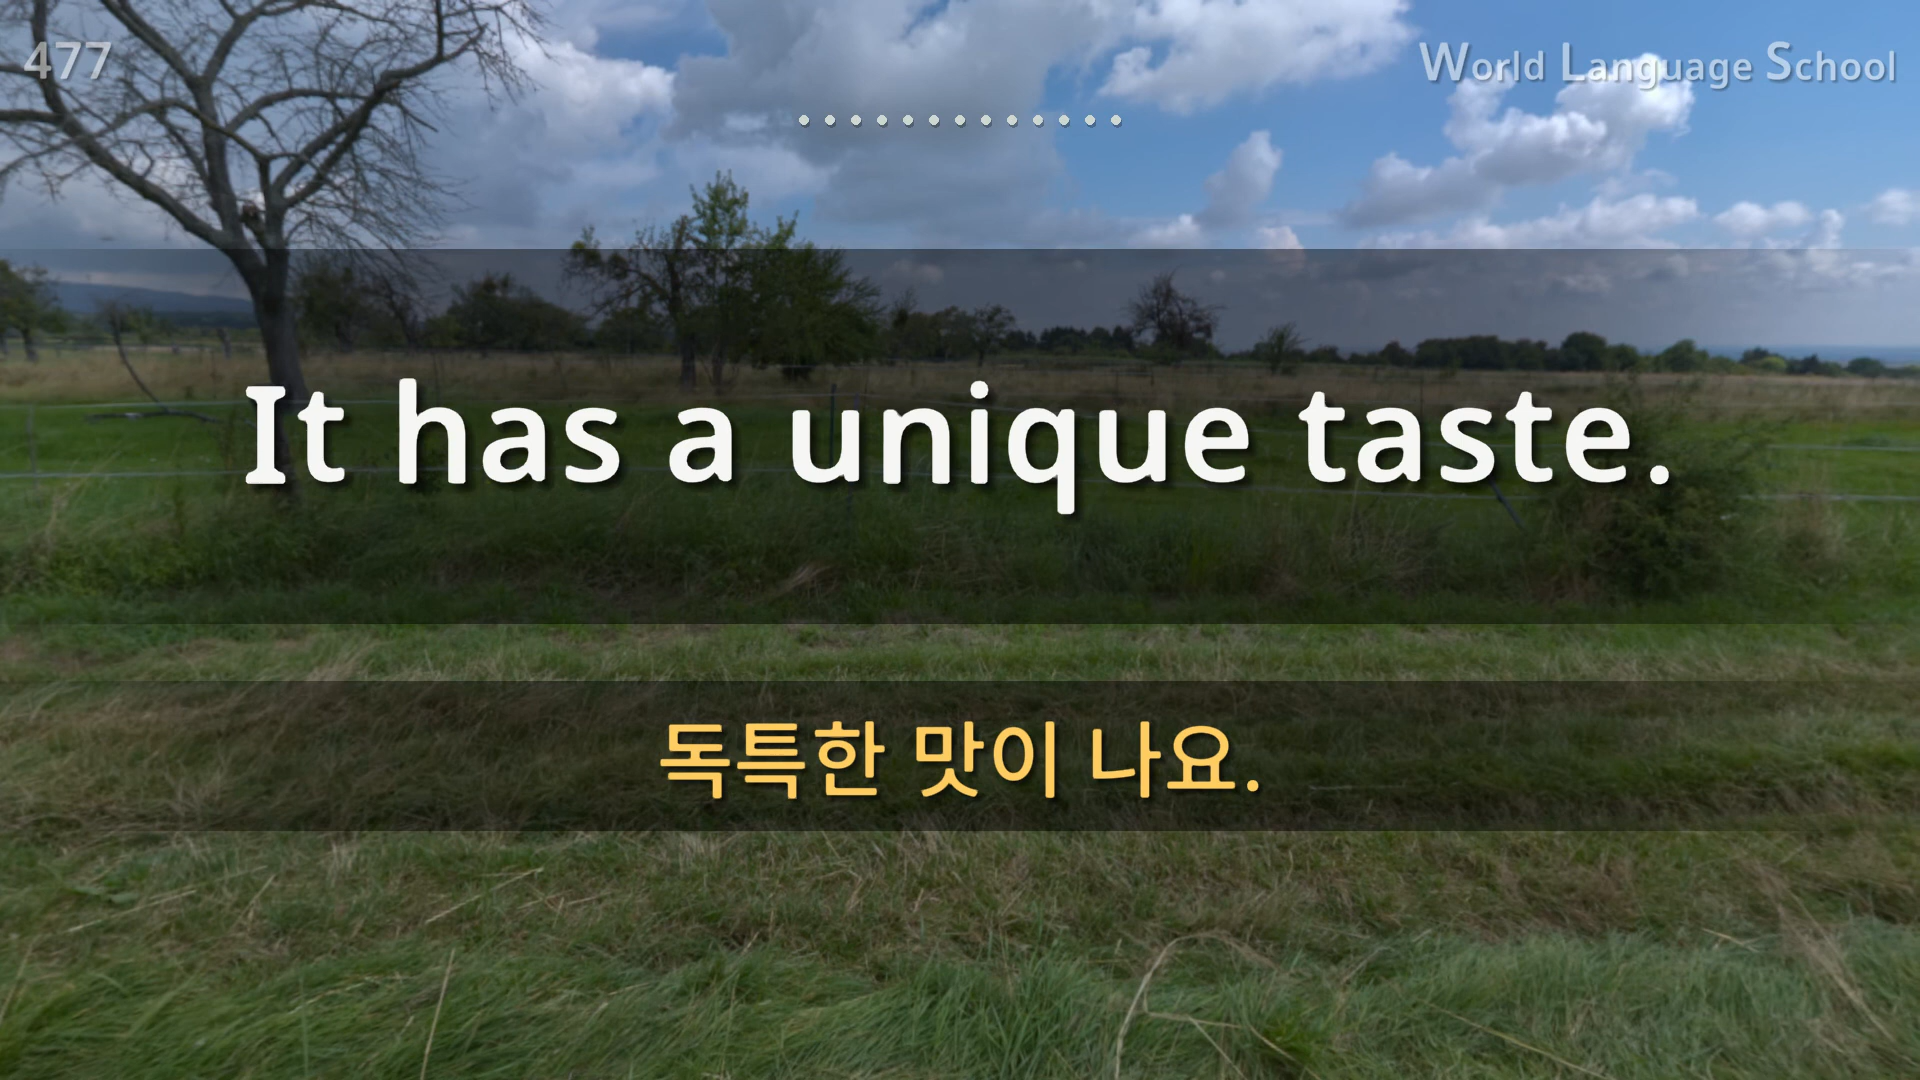 477
World Language School
It has a unique taste.
독특한 맛이 나요.